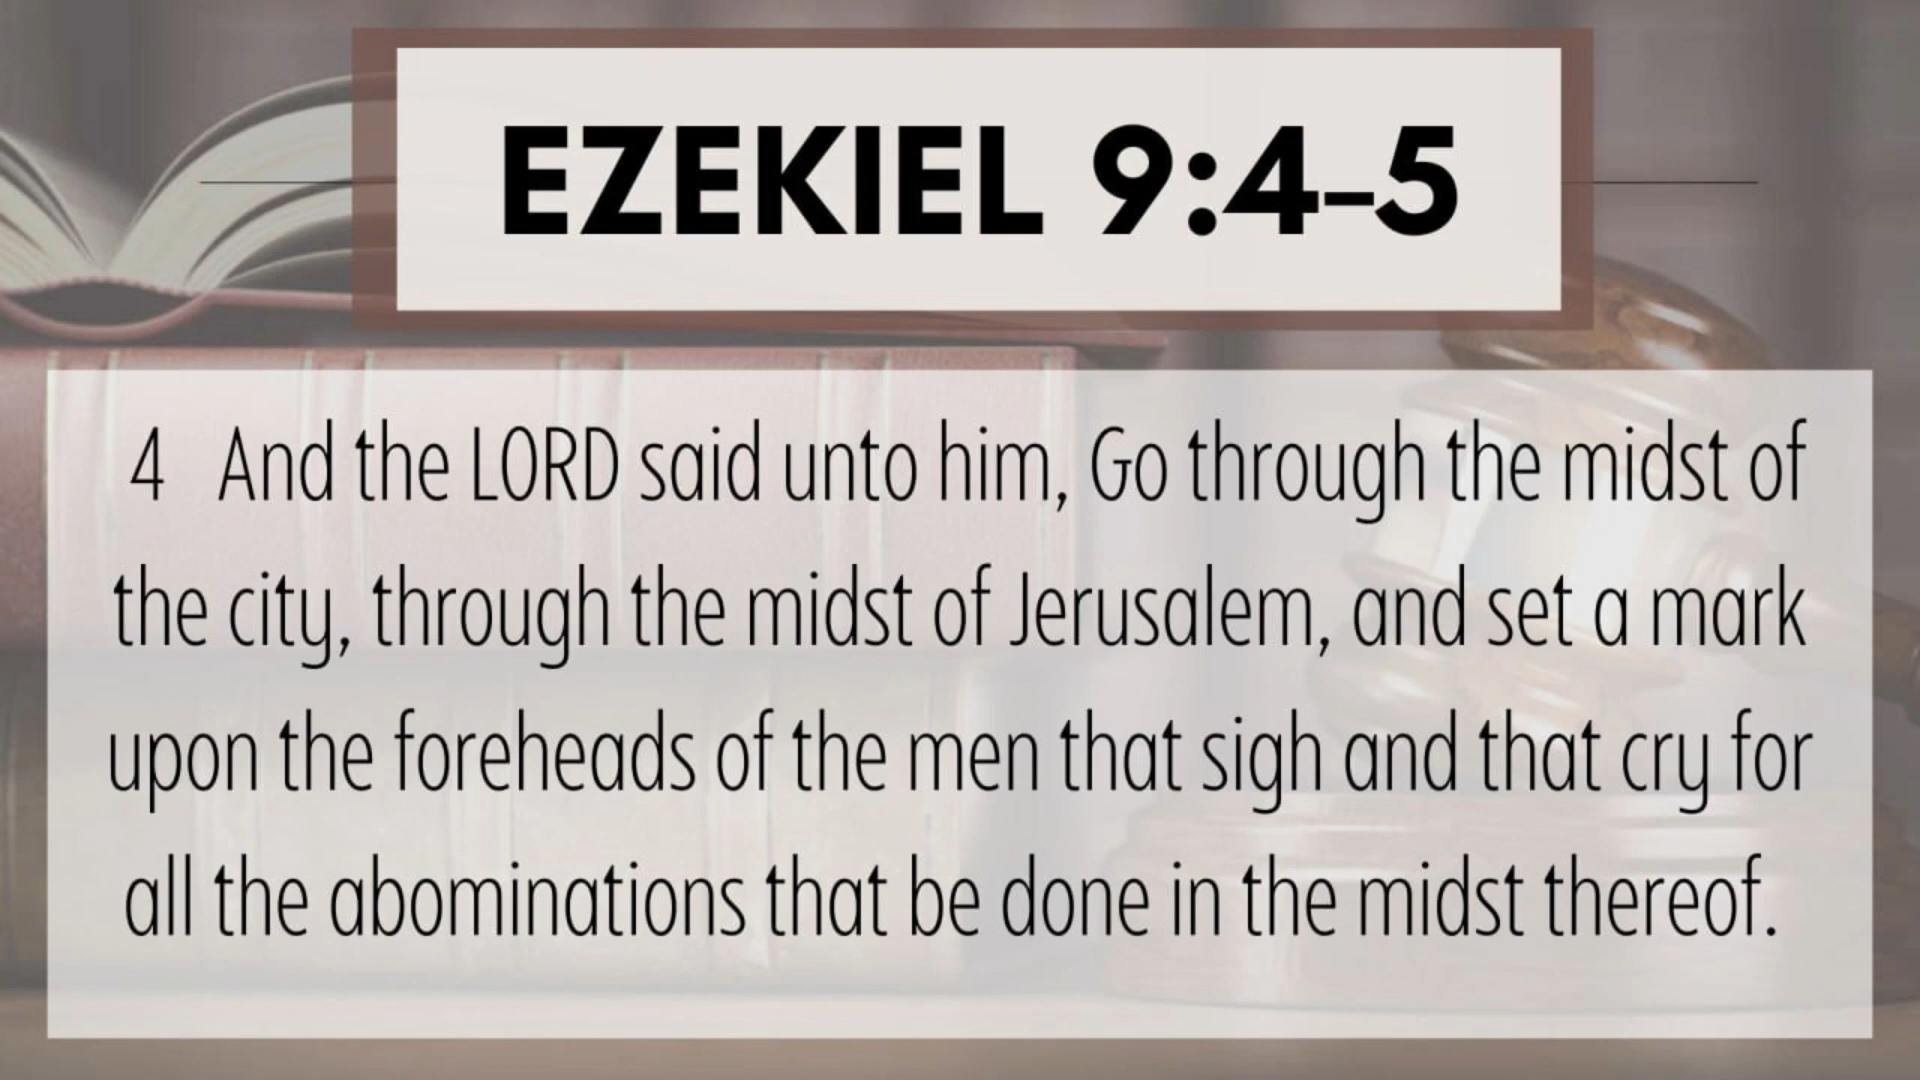 EZEKIEL 9:4-5
4 And the LORD said unto him, Go through the midst of
the city, through the midst of Jerusalem, and set a mark
upon the foreheads of the men that sigh and that cry for
all the abominations that be done in the midst thereof.